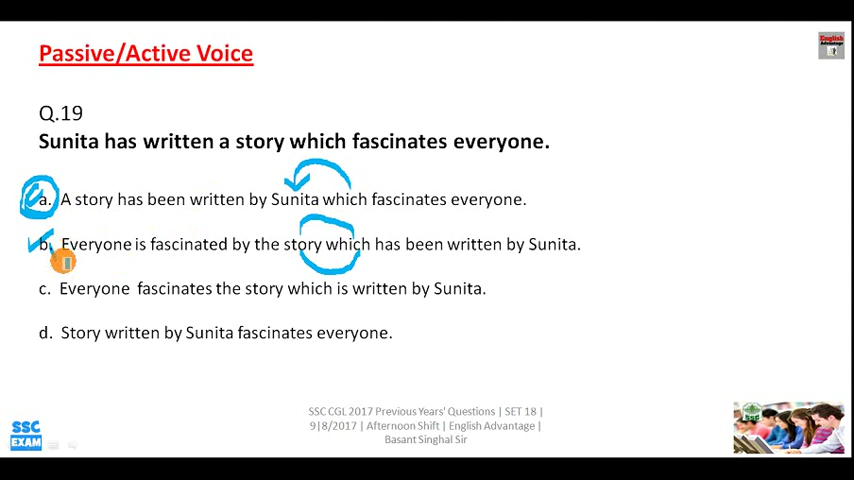 Passive/Active Voice
English
Advantage
Q.19
Sunita has written a story which fascinates everyone.
a. A story has been written by Sunita which fascinates everyone.
b. Everyone is fascinated by the story which has been written by Sunita.
c. Everyone fascinates the story which is written by Sunita.
d. Story written by Sunita fascinates everyone.
SSC CGL 2017 Previous Years' Questions | SET 18 |
9|8/2017 | Afternoon Shift | English Advantage |
Basant Singhal Sir
SSC
EXAM
SSC